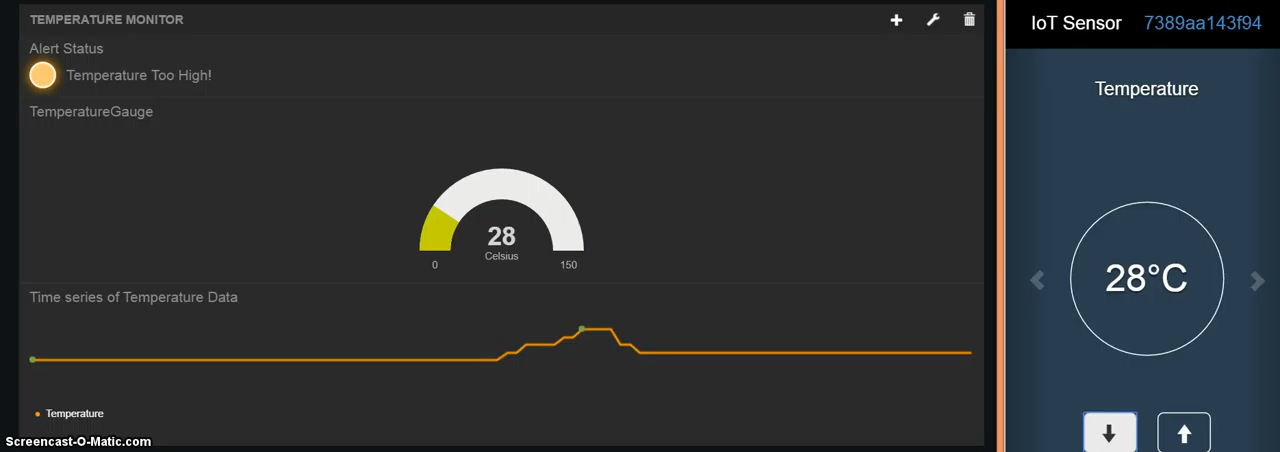 TEMPERATURE MONITOR
Alert Status
Temperature Too High!
TemperatureGauge
28
Celsius
0
150
Time series of Temperature Data
Temperature
Screencast-O-Matic.com
IoT Sensor 7389aa143f94
Temperature
28°C